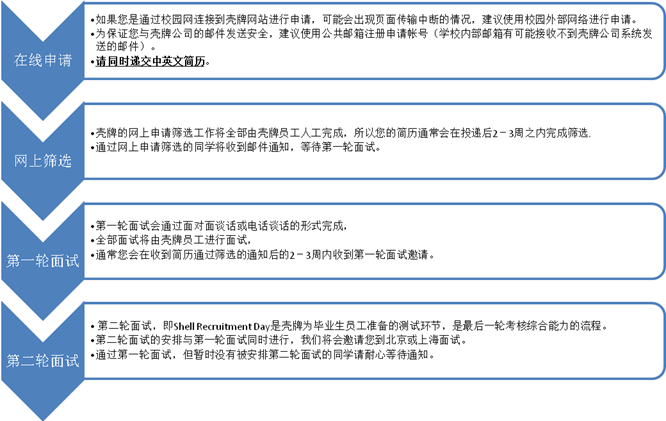 在线申请
•如果您是通过校园网连接到壳牌网站进行申请，可能会出现页面传输中断的情况，建议使用校园外部网络进行申请。
•为保证您与壳牌公司的邮件发送安全，建议使用公共邮箱注册申请帐号（学校内部邮箱有可能接收不到壳牌公司系统发
送的邮件）。
•请同时递交中英文简历。
网上筛选
•壳牌的网上申请筛选工作将全部由壳牌员工人工完成，所以您的简历通常会在投递后2－3周之内完成筛选.
•通过网上申请筛选的同学将收到邮件通知，等待第一轮面试。
第一轮面试
•第一轮面试会通过面对面谈话或电话谈话的形式完成，
•全部面试将由壳牌员工进行面试，
•通常您会在收到简历通过筛选的通知后的2－3周内收到第一轮面试邀请。
第二轮面试
• 第二轮面试，即Shell Recruitment Day是壳牌为毕业生员工准备的测试环节，是最后一轮考核综合能力的流程。
•第二轮面试的安排与第一轮面试同时进行，我们将会邀请您到北京或上海面试。
•通过第一轮面试，但暂时没有被安排第二轮面试的同学请耐心等待通知。